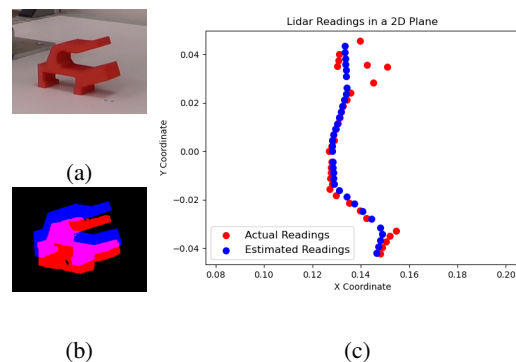 (a)
(b)
Lidar Readings in a 2D Plane
Y Coordinate
0.04
0.02
0.00
−0.02
−0.04
Actual Readings
Estimated Readings
0.08
0.10
0.12
0.14
0.16
0.18
0.20
X Coordinate
(c)